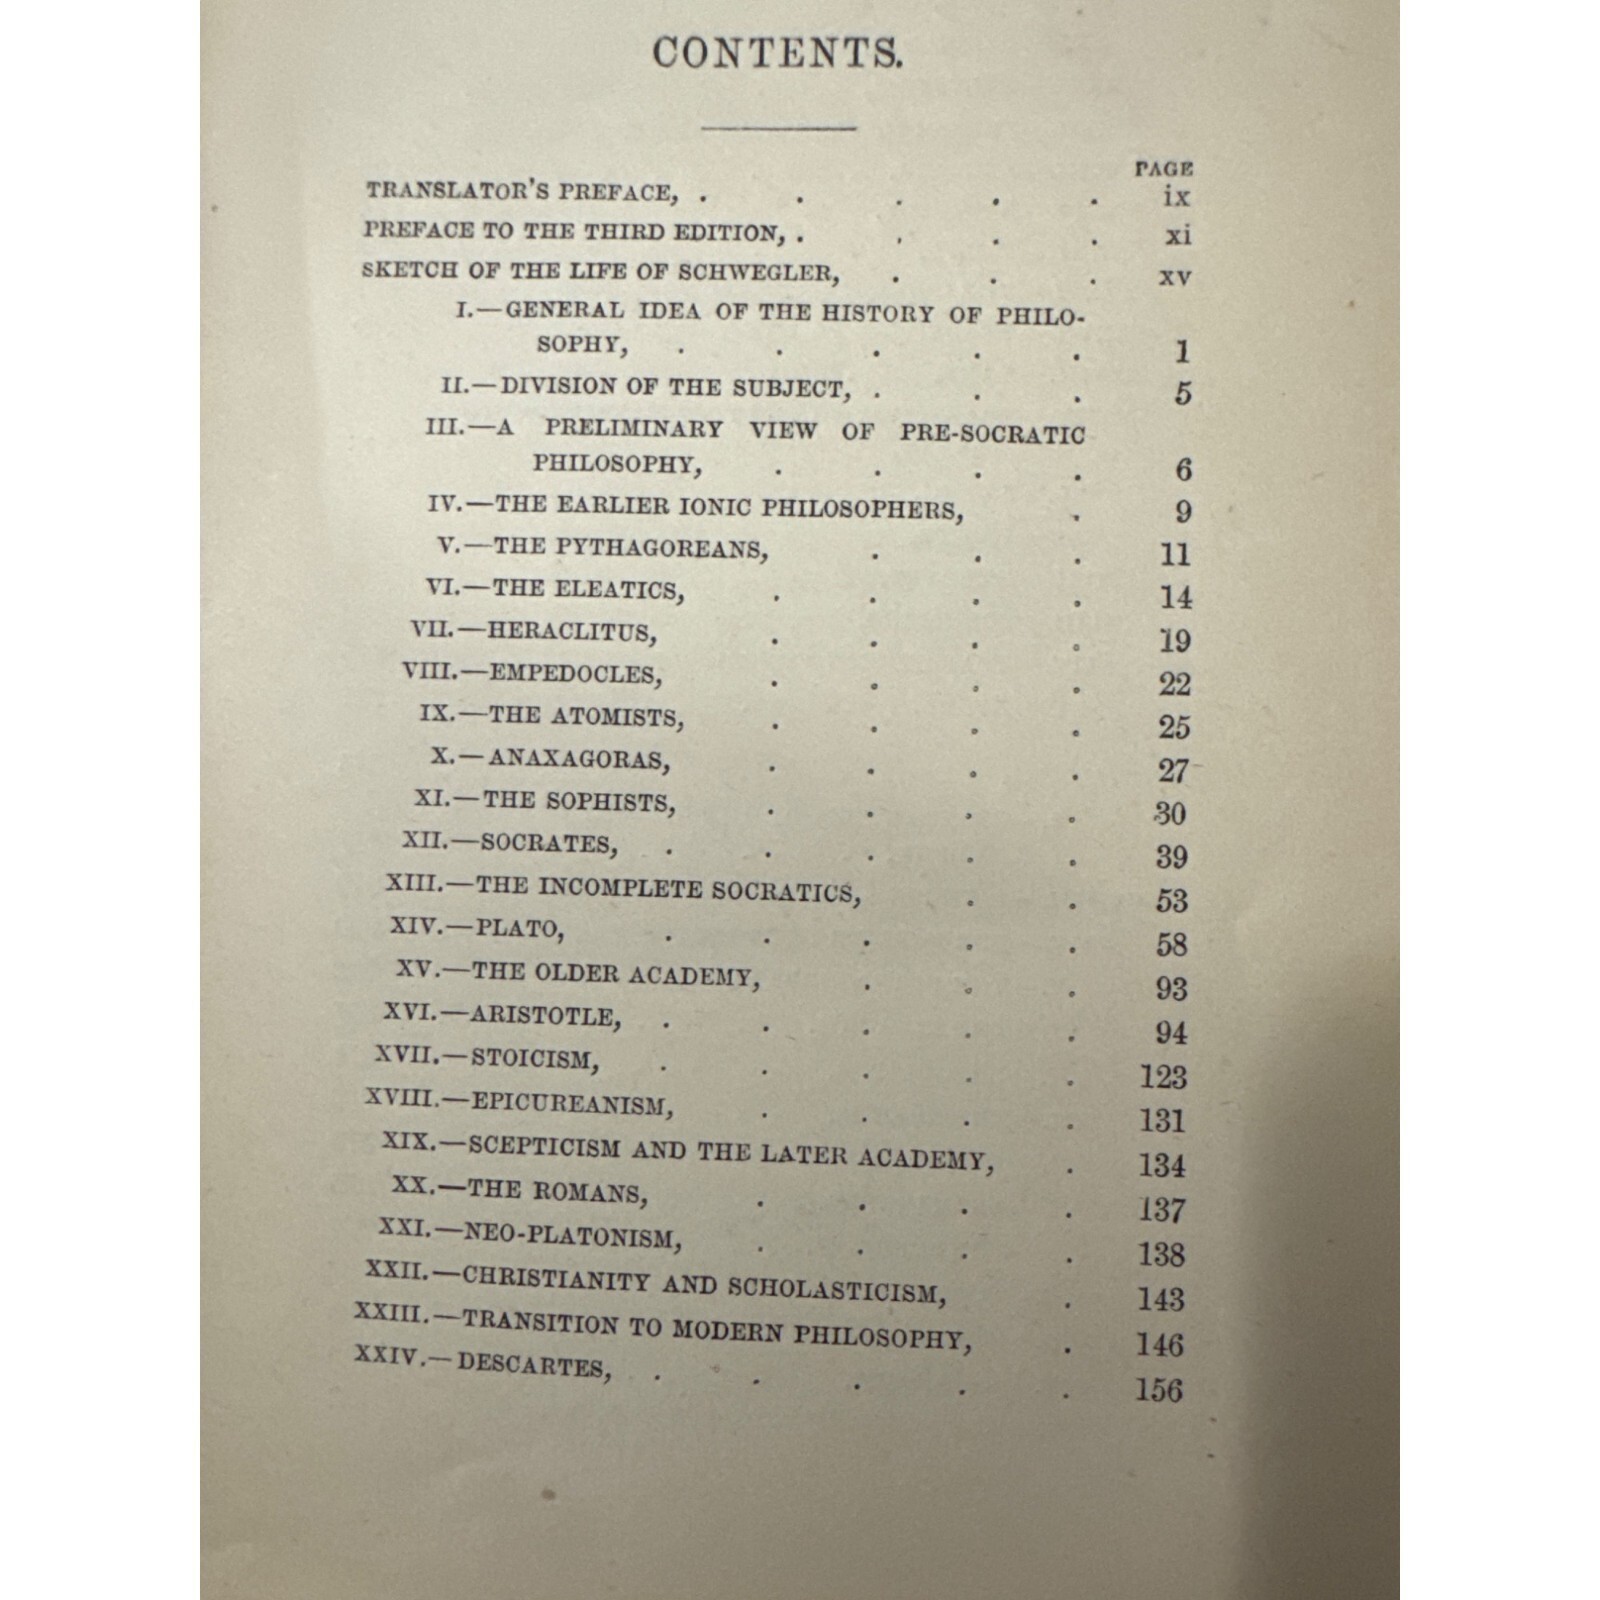 CONTENTS.
PAGE
TRANSLATOR'S PREFACE, . . . . . ix
PREFACE TO THE THIRD EDITION, . . . . xi
SKETCH OF THE LIFE OF SCHWEGLER, . . . xv
I.—GENERAL IDEA OF THE HISTORY OF PHILO-
SOPHY, . . . . . 1
II.—DIVISION OF THE SUBJECT, . . . 5
III.—A PRELIMINARY VIEW OF PRE-SOCRATIC
PHILOSOPHY, . . . . 6
IV.—THE EARLIER IONIC PHILOSOPHERS, . 9
V.—THE PYTHAGOREANS, . . . 11
VI.—THE ELEATICS, . . . . 14
VII.—HERACLITUS, . . . . 19
VIII.—EMPEDOCLES, . . . . 22
IX.—THE ATOMISTS, . . . . 25
X.—ANAXAGORAS, . . . . 27
XI.—THE SOPHISTS, . . . . 30
XII.—SOCRATES, . . . . . 39
XIII.—THE INCOMPLETE SOCRATICS, . . 53
XIV.—PLATO, . . . . . 58
XV.—THE OLDER ACADEMY, . . . 93
XVI.—ARISTOTLE, . . . . . 94
XVII.—STOICISM, . . . . . 123
XVIII.—EPICUREANISM, . . . . 131
XIX.—SCEPTICISM AND THE LATER ACADEMY, . 134
XX.—THE ROMANS, . . . . 137
XXI.—NEO-PLATONISM, . . . . 138
XXII.—CHRISTIANITY AND SCHOLASTICISM, . 143
XXIII.—TRANSITION TO MODERN PHILOSOPHY, . 146
XXIV.—DESCARTES, . . . . . 156